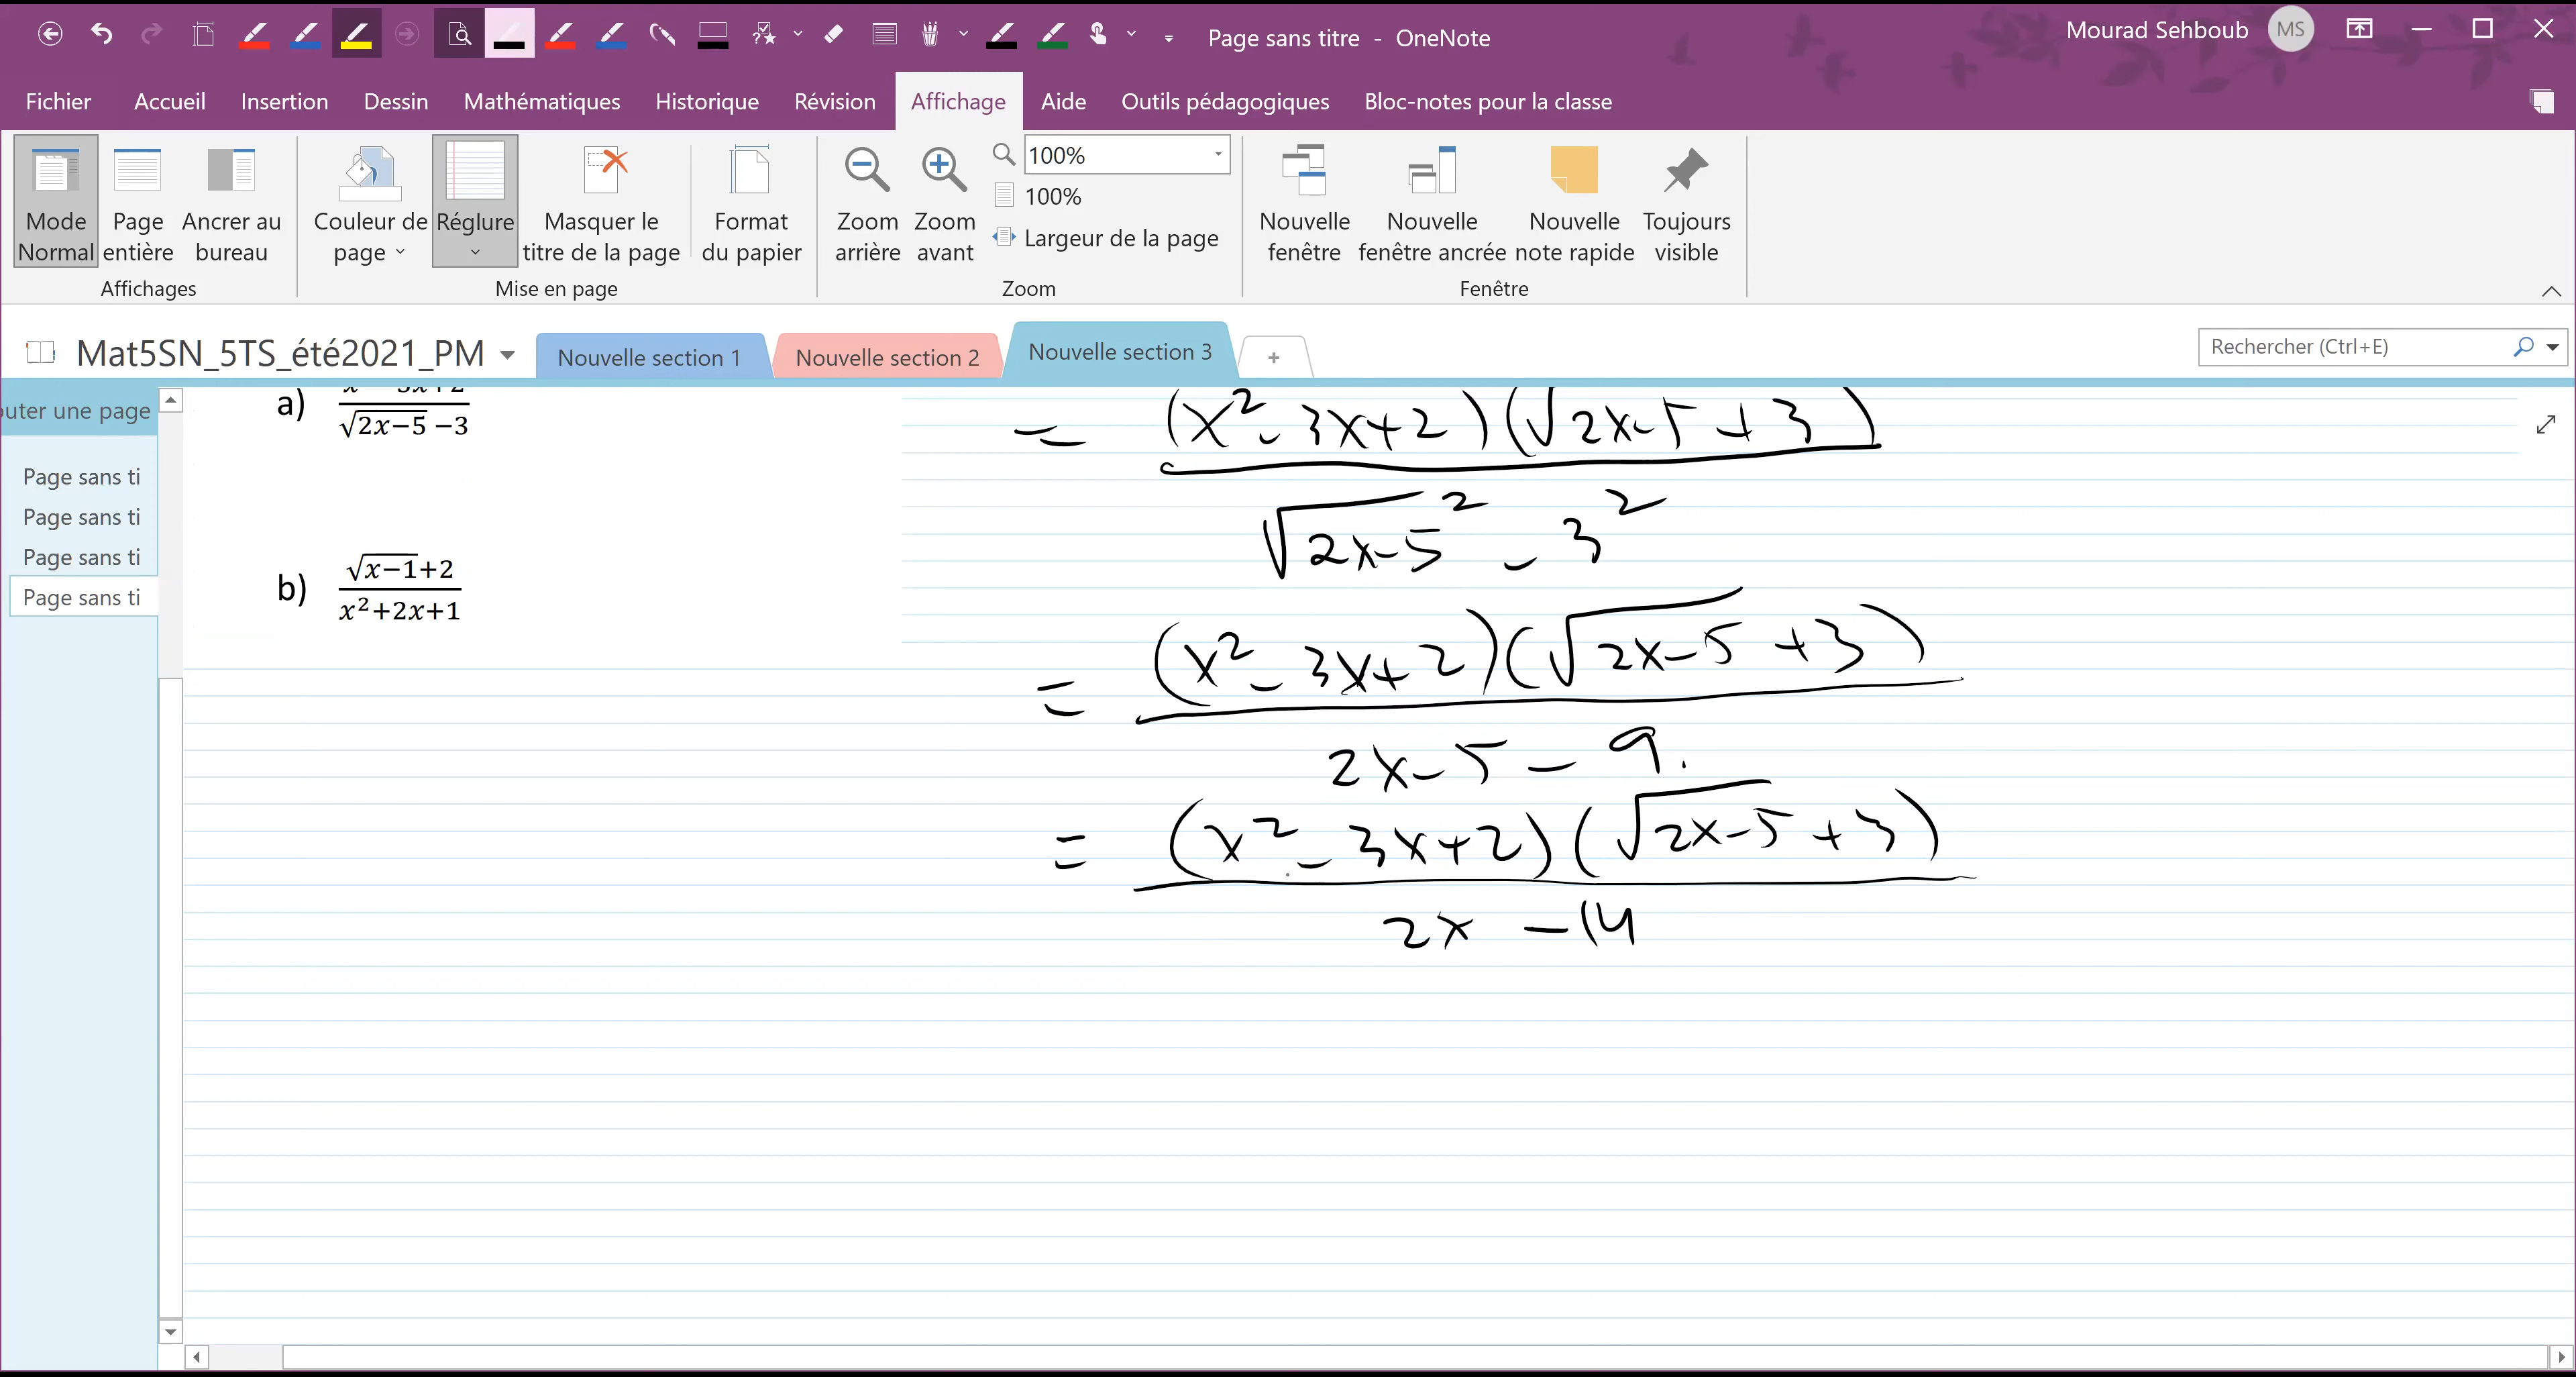 Page sans titre - OneNote
Mourad Sehboub MS
Fichier Accueil Insertion Dessin Mathématiques Historique Révision Affichage Aide Outils pédagogiques Bloc-notes pour la classe
100%
100%
Largeur de la page
Mode Normal
Page entière
Ancrer au bureau
Couleur de page
Réglure
Masquer le titre de la page
Format du papier
Zoom arrière
Zoom avant
Nouvelle fenêtre
Nouvelle fenêtre ancrée
Nouvelle note rapide
Toujours visible
Affichages Mise en page Zoom Fenêtre
Mat5SN_5TS_été2021_PM Nouvelle section 1 Nouvelle section 2 Nouvelle section 3 + Rechercher (Ctrl+E)
outer une page
Page sans ti
Page sans ti
Page sans ti
Page sans ti
a) x² - 3x+2
√2x−5 −3
b) √x−1+2
x²+2x+1
= (x² - 3x+2)(√2x-5 + 3)
√2x-5² - 3²
= (x² - 3x+2)(√2x-5 + 3)
2x-5 - 9.
= (x² - 3x+2)(√2x-5 + 3)
2x - 14